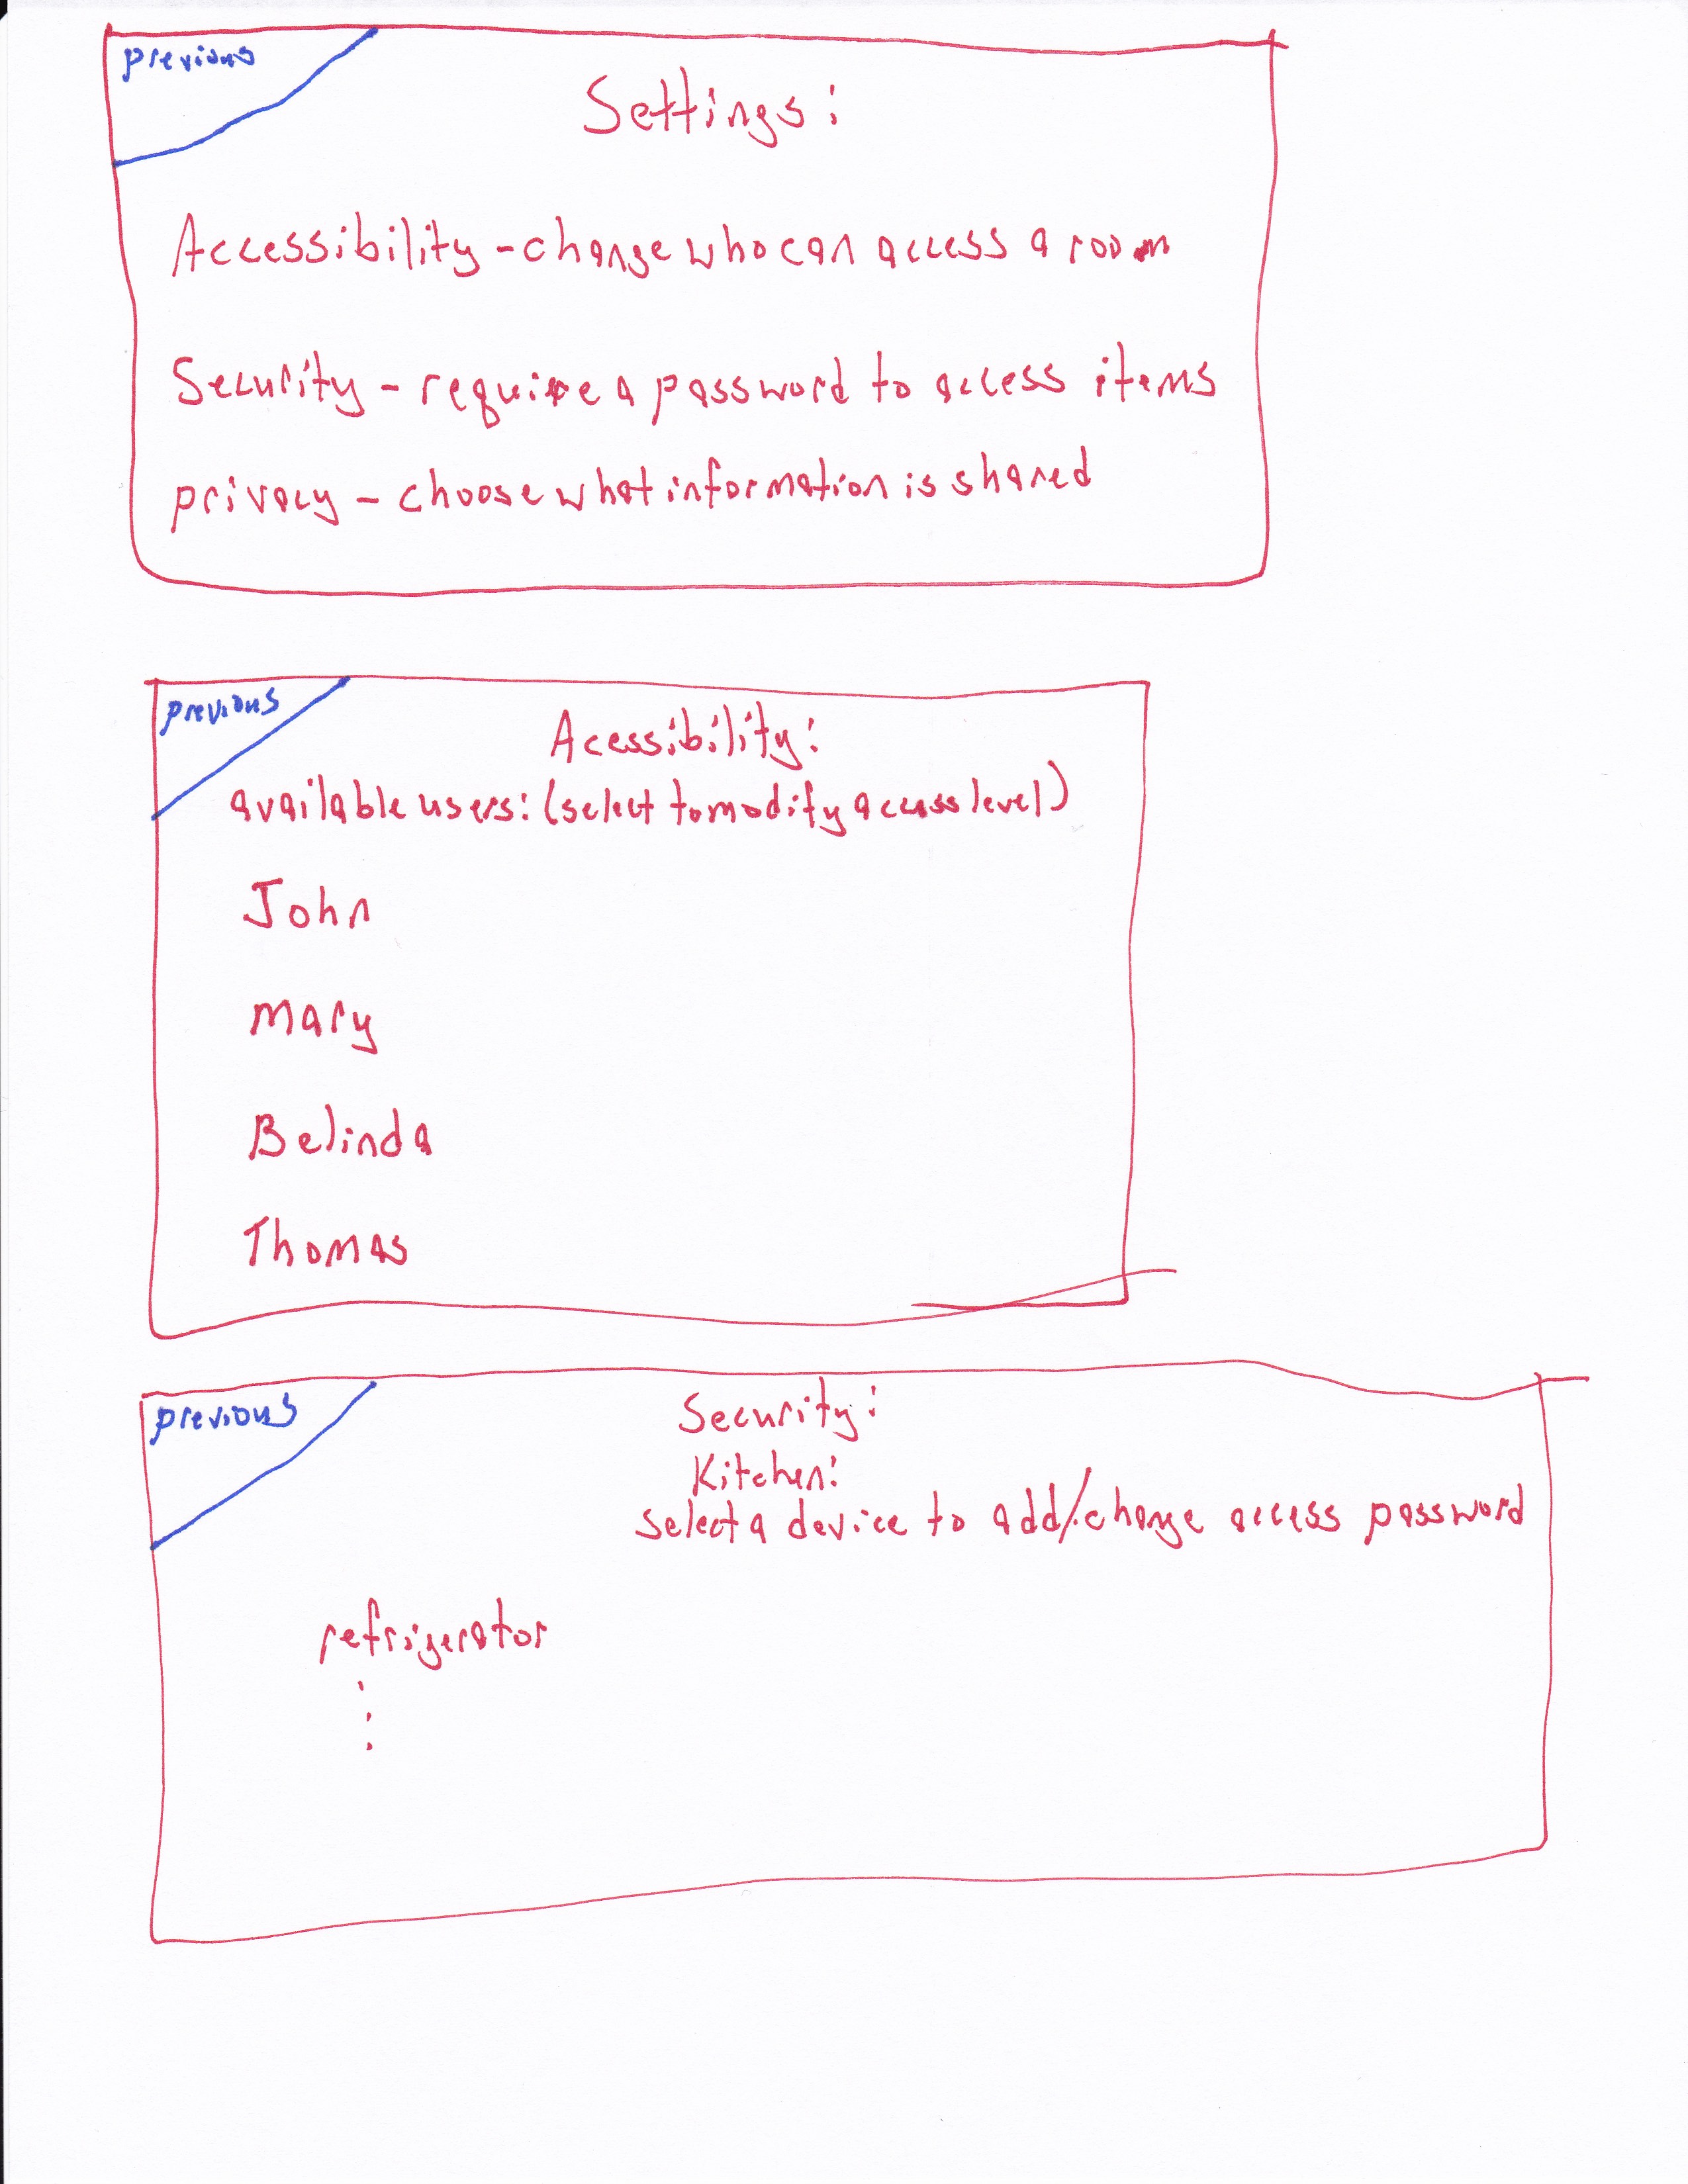 previous
Settings:
Accessibility - change who can access a room
Security - require a password to access items
privacy - choose what information is shared
previous
Acessibility:
available users: (select to modify access level)
John
Mary
Belinda
Thomas
previous
Security:
Kitchen:
select a device to add/change access password
refrigerator